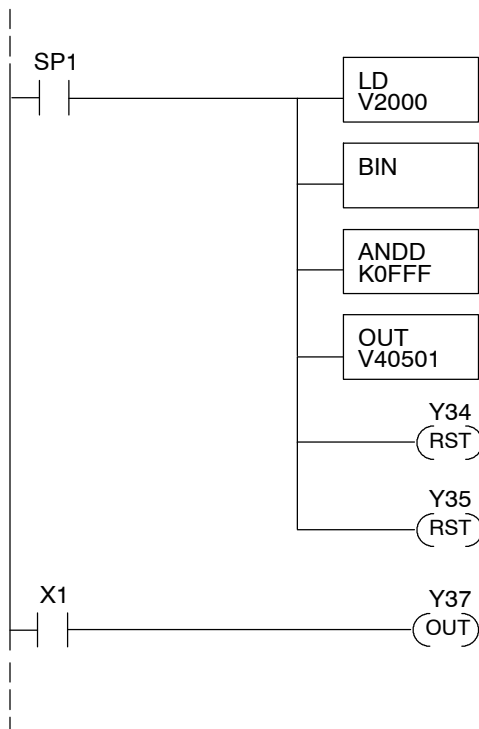 SP1
LD
V2000
BIN
ANDD
K0FFF
OUT
V40501
Y34
RST
Y35
RST
X1
Y37
OUT